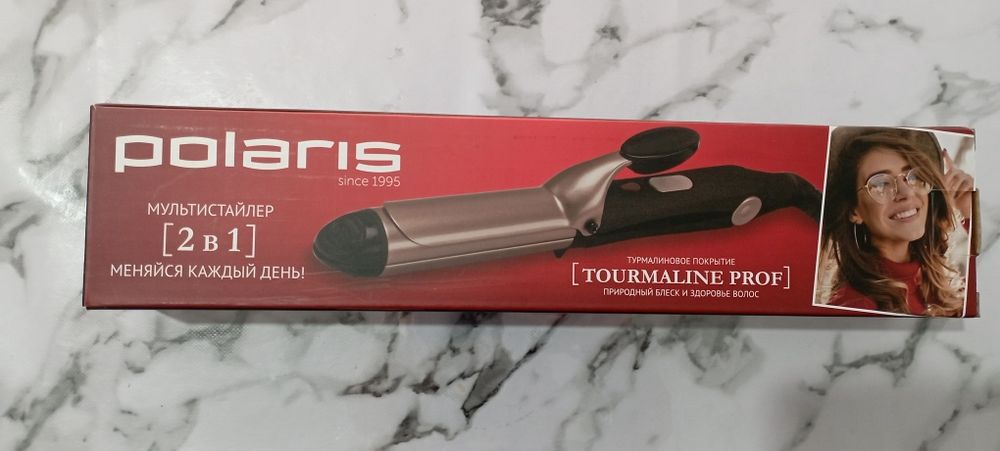 polaris
since 1995
МУЛЬТИСТАЙЛЕР
[2 в 1]
МЕНЯЙСЯ КАЖДЫЙ ДЕНЬ!
ТУРМАЛИНОВОЕ ПОКРЫТИЕ
[TOURMALINE PROF]
ПРИРОДНЫЙ БЛЕСК И ЗДОРОВЬЕ ВОЛОС